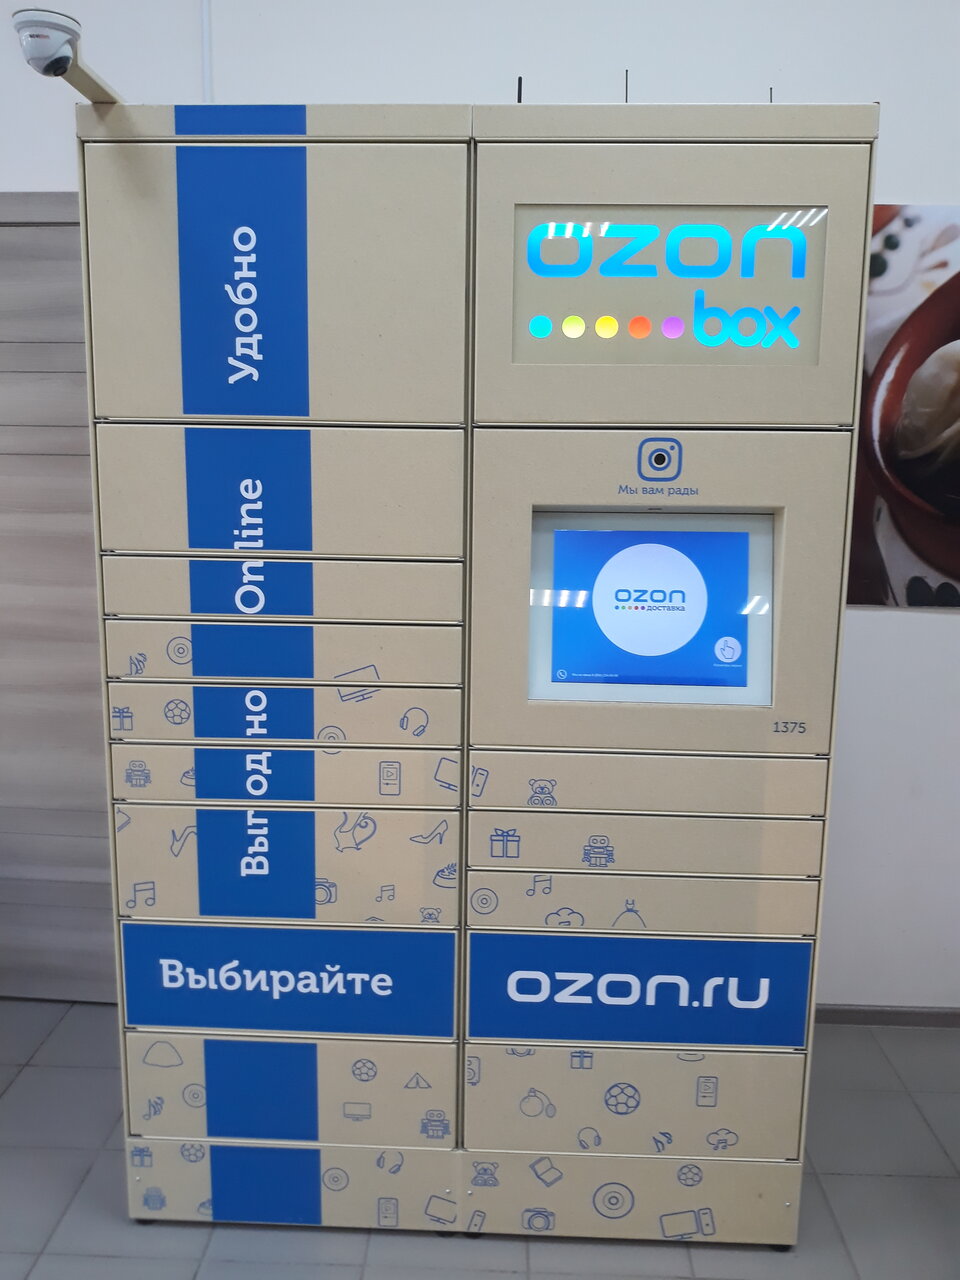 Удобно
Online
Выгодно
Выбирайте
ozon
box
Мы вам рады
ozon
доставка
1375
ozon.ru